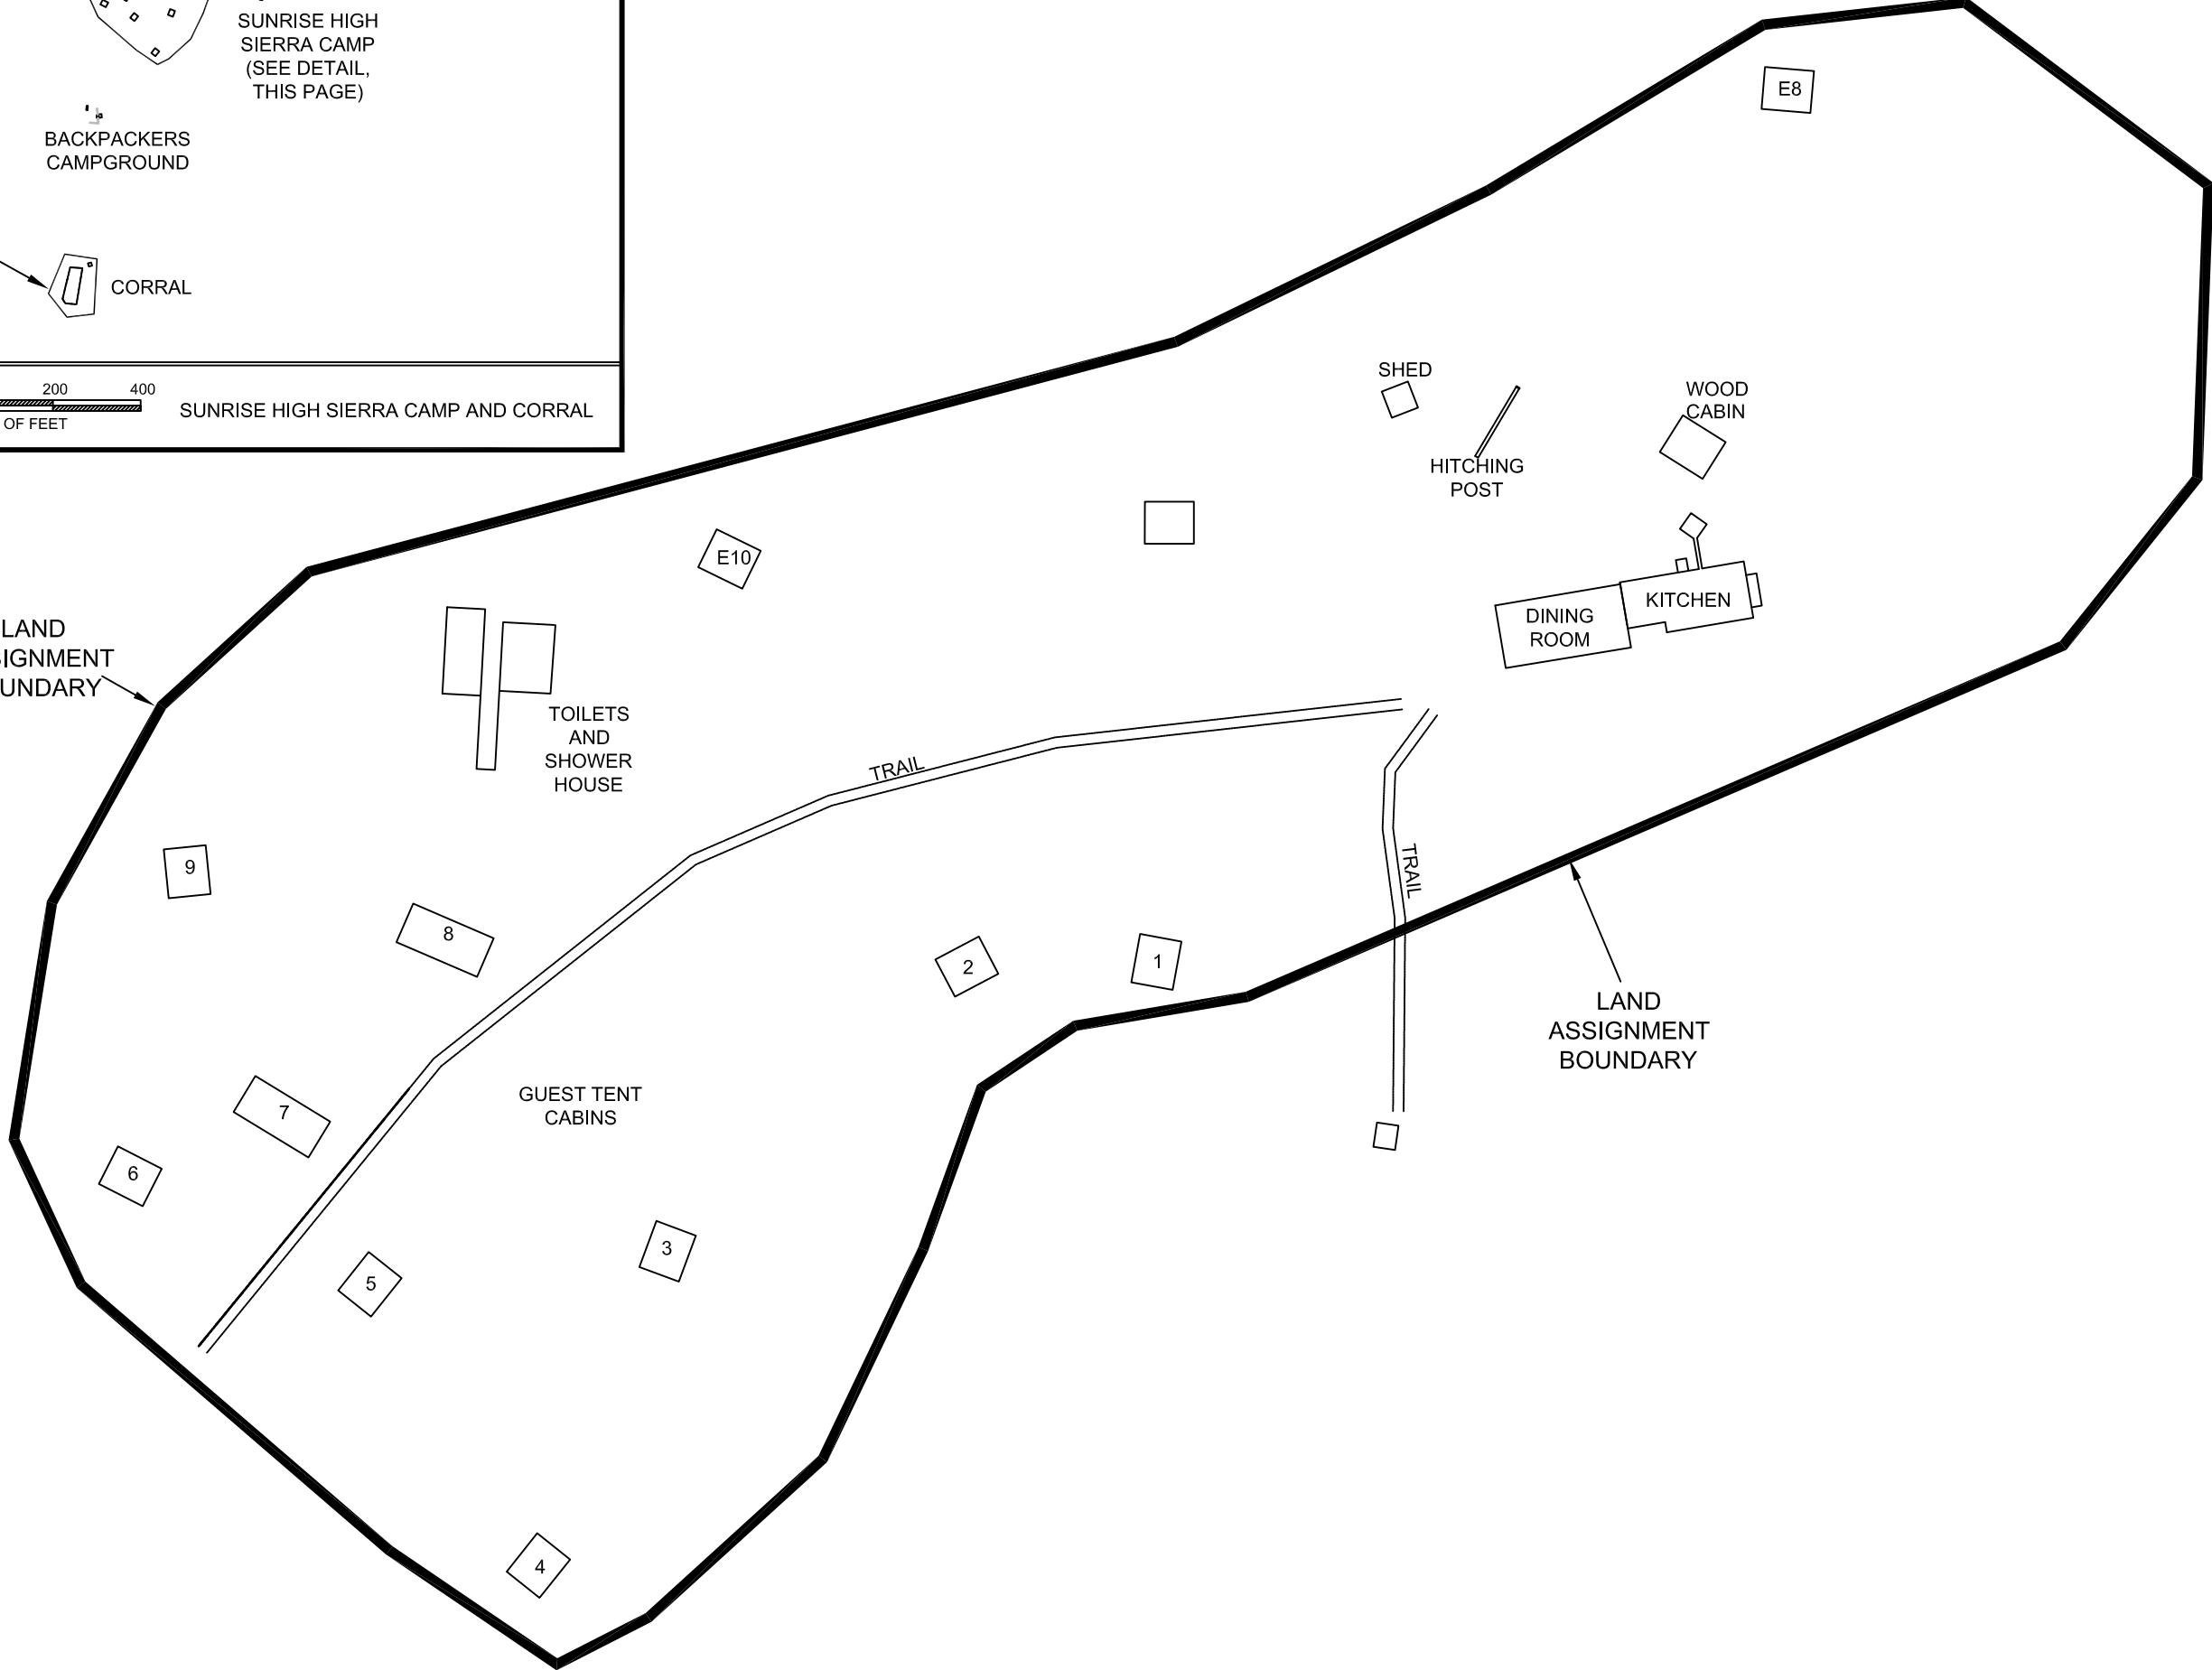 SUNRISE HIGH
SIERRA CAMP
(SEE DETAIL,
THIS PAGE)
BACKPACKERS
CAMPGROUND
CORRAL
200 400
OF FEET
SUNRISE HIGH SIERRA CAMP AND CORRAL
E8
SHED
HITCHING
POST
WOOD
CABIN
E10
KITCHEN
DINING
ROOM
LAND
SIGNMENT
UNDARY
TOILETS
AND
SHOWER
HOUSE
TRAIL
TRAIL
9
8
2
1
LAND
ASSIGNMENT
BOUNDARY
GUEST TENT
CABINS
7
6
5
3
4